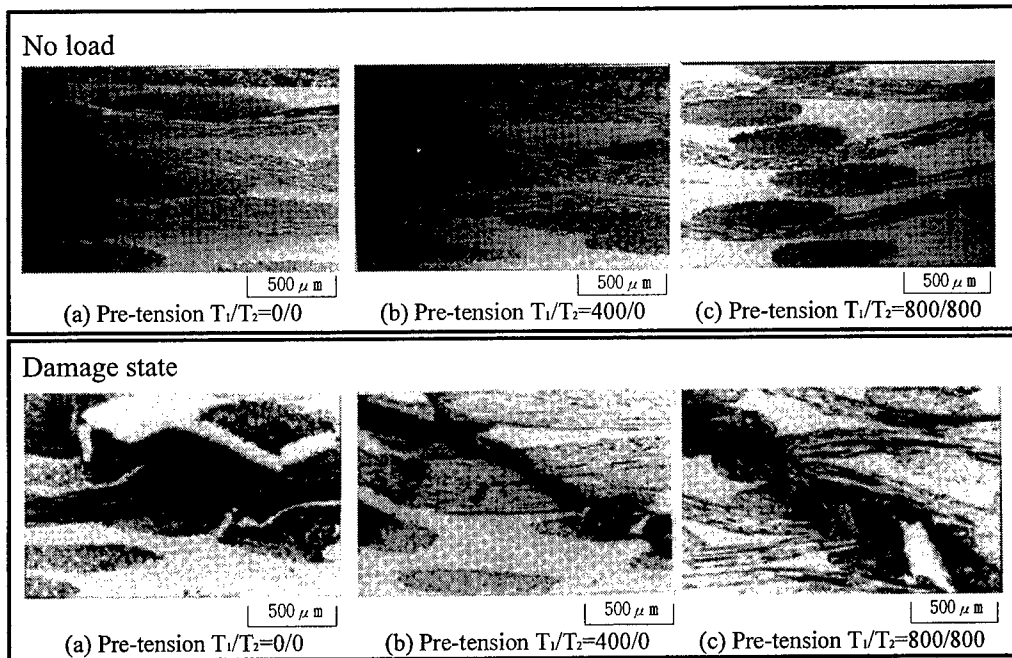 No load
500 μm 500 μm 500 μm
(a) Pre-tension T₁/T₂=0/0 (b) Pre-tension T₁/T₂=400/0 (c) Pre-tension T₁/T₂=800/800
Damage state
500 μm 500 μm 500 μm
(a) Pre-tension T₁/T₂=0/0 (b) Pre-tension T₁/T₂=400/0 (c) Pre-tension T₁/T₂=800/800